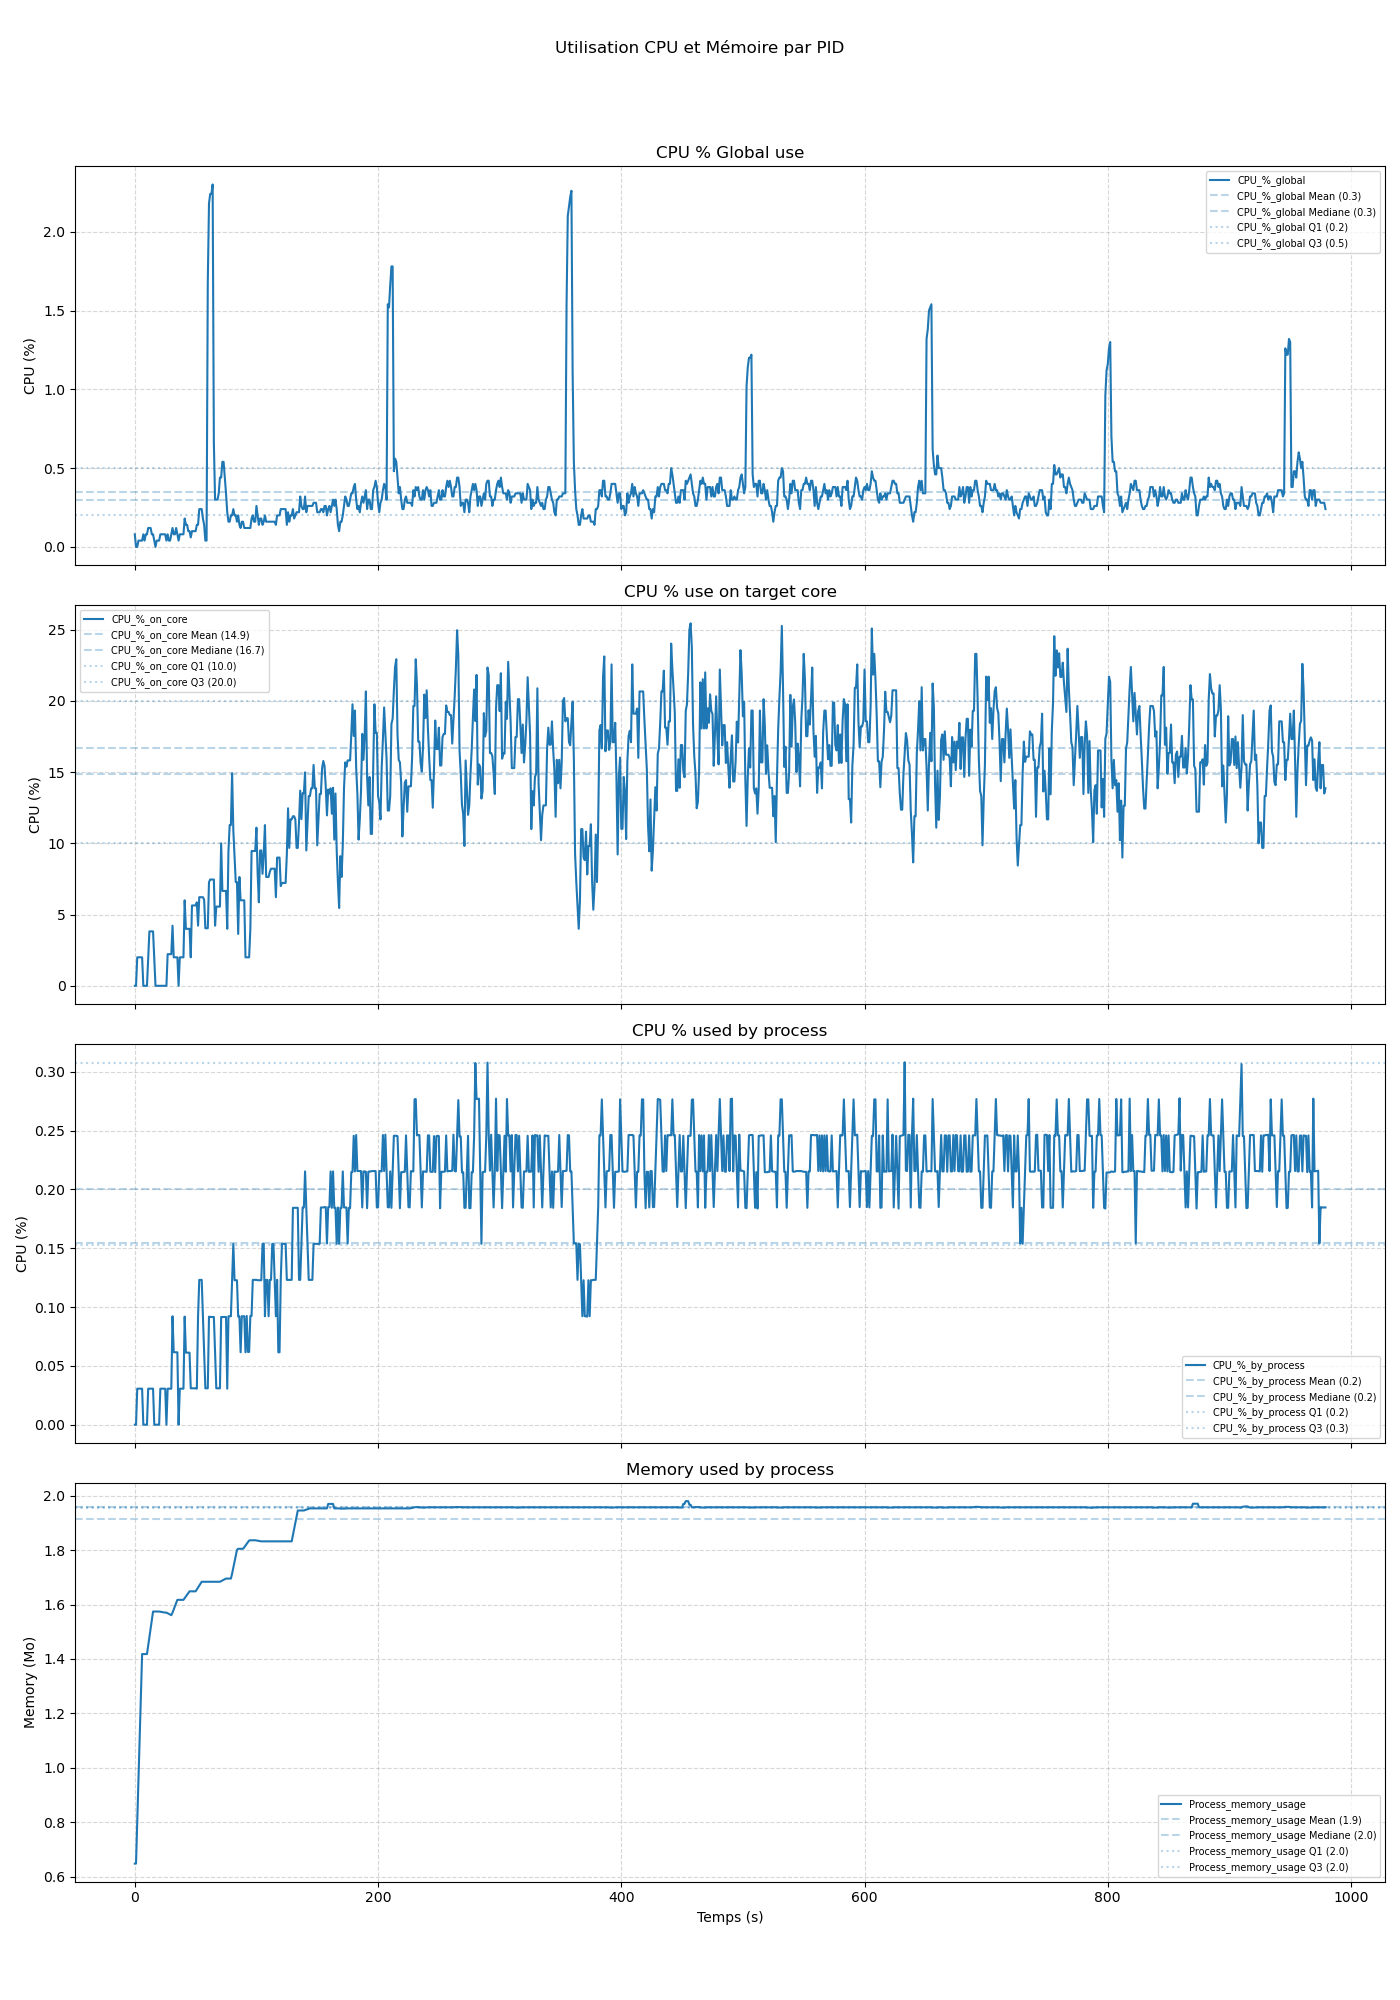 Utilisation CPU et Mémoire par PID
CPU % Global use
CPU (%)
2.0
1.5
1.0
0.5
0.0
CPU_%_global
CPU_%_global Mean (0.3)
CPU_%_global Mediane (0.3)
CPU_%_global Q1 (0.2)
CPU_%_global Q3 (0.5)
CPU % use on target core
CPU (%)
25
20
15
10
5
0
CPU_%_on_core
CPU_%_on_core Mean (14.9)
CPU_%_on_core Mediane (16.7)
CPU_%_on_core Q1 (10.0)
CPU_%_on_core Q3 (20.0)
CPU % used by process
CPU (%)
0.30
0.25
0.20
0.15
0.10
0.05
0.00
CPU_%_by_process
CPU_%_by_process Mean (0.2)
CPU_%_by_process Mediane (0.2)
CPU_%_by_process Q1 (0.2)
CPU_%_by_process Q3 (0.3)
Memory used by process
Memory (Mo)
2.0
1.8
1.6
1.4
1.2
1.0
0.8
0.6
Process_memory_usage
Process_memory_usage Mean (1.9)
Process_memory_usage Mediane (2.0)
Process_memory_usage Q1 (2.0)
Process_memory_usage Q3 (2.0)
0 200 400 600 800 1000
Temps (s)